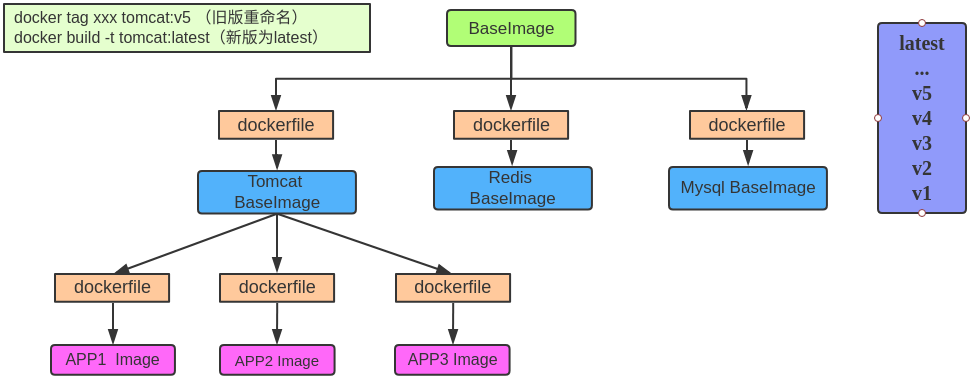 docker tag xxx tomcat:v5 （旧版重命名）
docker build -t tomcat:latest（新版为latest）
BaseImage
latest
...
v5
v4
v3
v2
v1
dockerfile
dockerfile
dockerfile
Tomcat
BaseImage
Redis
BaseImage
Mysql BaseImage
dockerfile
dockerfile
dockerfile
APP1  Image
APP2 Image
APP3 Image